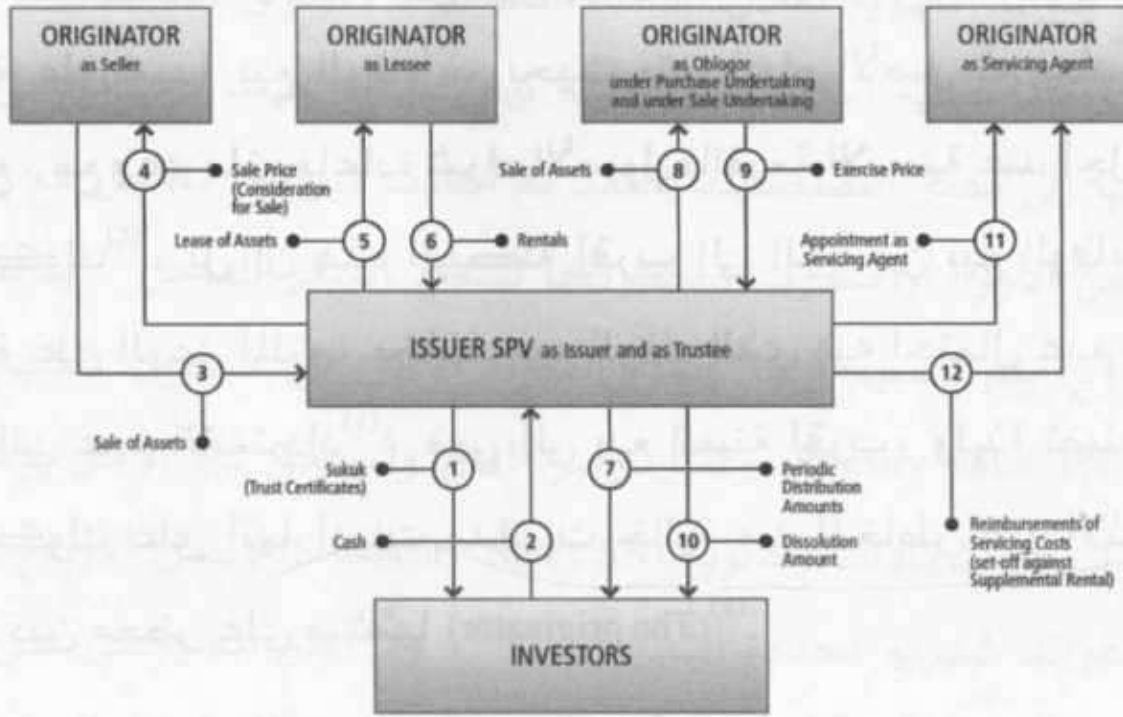 ORIGINATOR
as Seller
ORIGINATOR
as Lessee
ORIGINATOR
as Oblogor
under Purchase Undertaking
and under Sale Undertaking
ORIGINATOR
as Servicing Agent
4
Sale Price
(Consideration
for Sale)
Lease of Assets
5
6
Rentals
Sale of Assets
8
9
Exercise Price
Appointment as
Servicing Agent
11
ISSUER SPV as Issuer and as Trustee
3
Sale of Assets
12
Reimbursements of
Servicing Costs
(set-off against
Supplemental Rental)
Sukuk
(Trust Certificates)
1
Cash
2
7
Periodic
Distribution
Amounts
10
Dissolution
Amount
INVESTORS